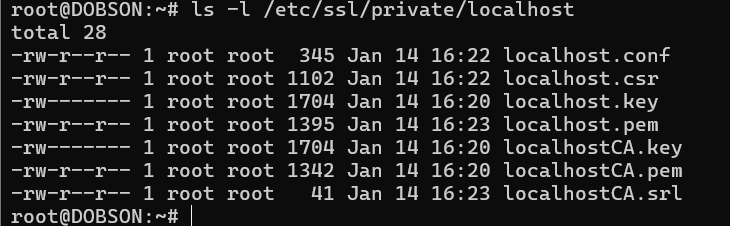 root@DOBSON:~# ls -l /etc/ssl/private/localhost
total 28
-rw-r--r-- 1 root root  345 Jan 14 16:22 localhost.conf
-rw-r--r-- 1 root root 1102 Jan 14 16:22 localhost.csr
-rw------- 1 root root 1704 Jan 14 16:20 localhost.key
-rw-r--r-- 1 root root 1395 Jan 14 16:23 localhost.pem
-rw------- 1 root root 1704 Jan 14 16:20 localhostCA.key
-rw-r--r-- 1 root root 1342 Jan 14 16:20 localhostCA.pem
-rw-r--r-- 1 root root   41 Jan 14 16:23 localhostCA.srl
root@DOBSON:~#